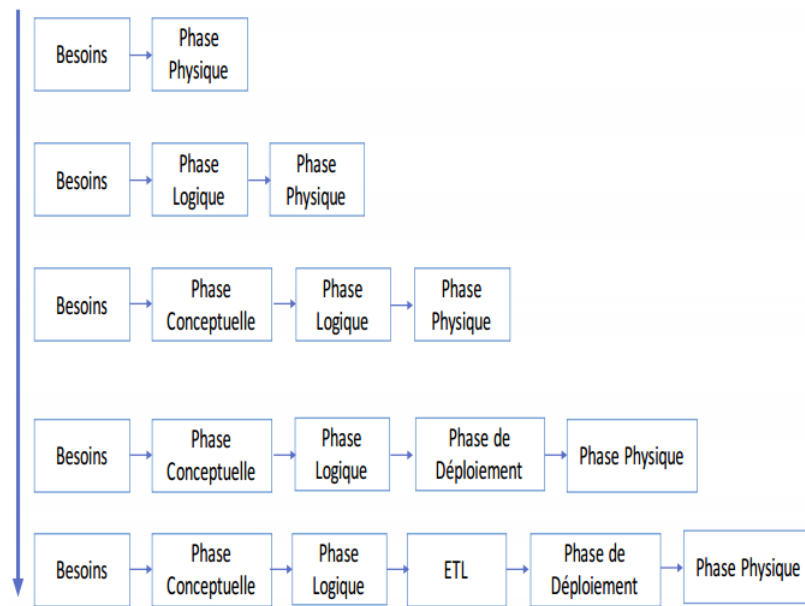 Besoins
Phase
Physique
Besoins
Phase
Logique
Phase
Physique
Besoins
Phase
Conceptuelle
Phase
Logique
Phase
Physique
Besoins
Phase
Conceptuelle
Phase
Logique
Phase de
Déploiement
Phase Physique
Besoins
Phase
Conceptuelle
Phase
Logique
ETL
Phase de
Déploiement
Phase Physique